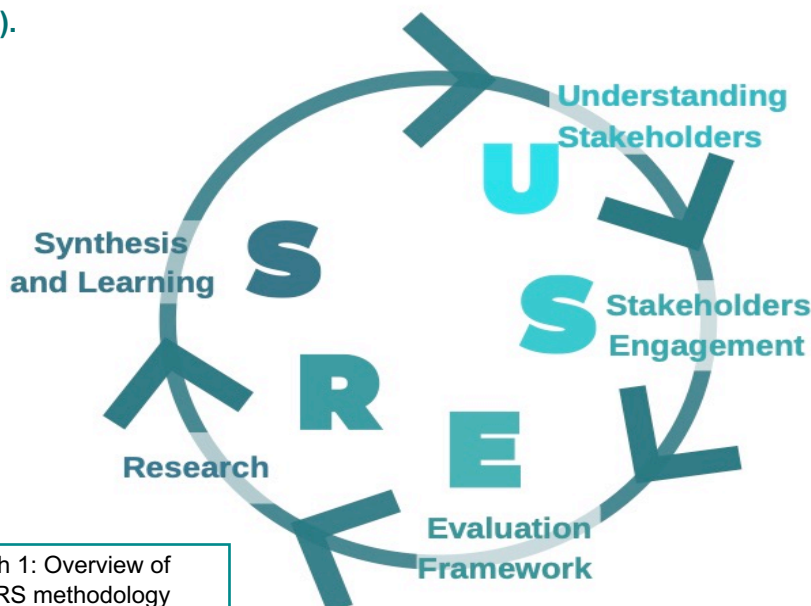 ).
Understanding
Stakeholders
U
S
Stakeholders
Engagement
E
Evaluation
Framework
R
Research
S
Synthesis
and Learning
h 1: Overview of
RS methodology